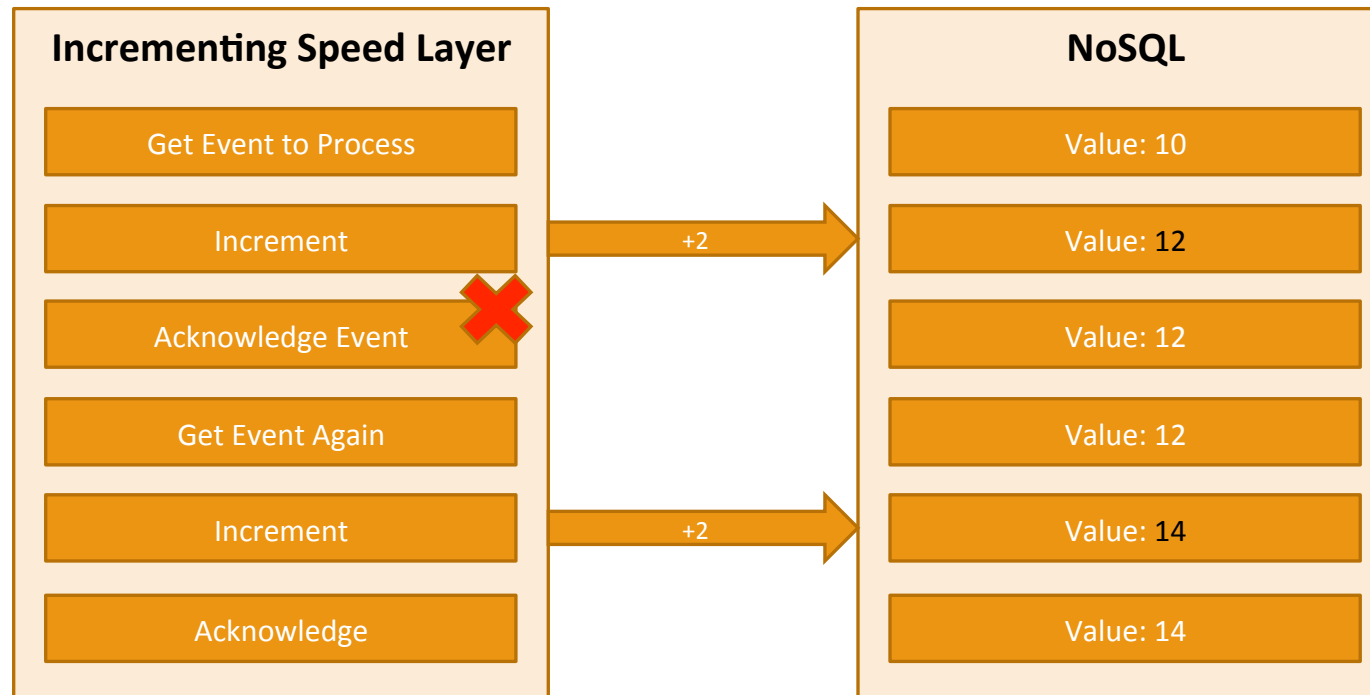 Incrementing Speed Layer
Get Event to Process
Increment
Acknowledge Event
Get Event Again
Increment
Acknowledge
+2
+2
NoSQL
Value: 10
Value: 12
Value: 12
Value: 12
Value: 14
Value: 14